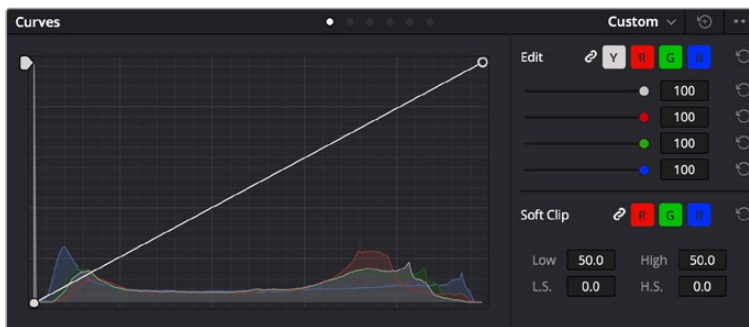 Curves
Custom
Edit
Y
R
G
B
100
100
100
100
Soft Clip
R
G
B
Low
50.0
High
50.0
L.S.
0.0
H.S.
0.0